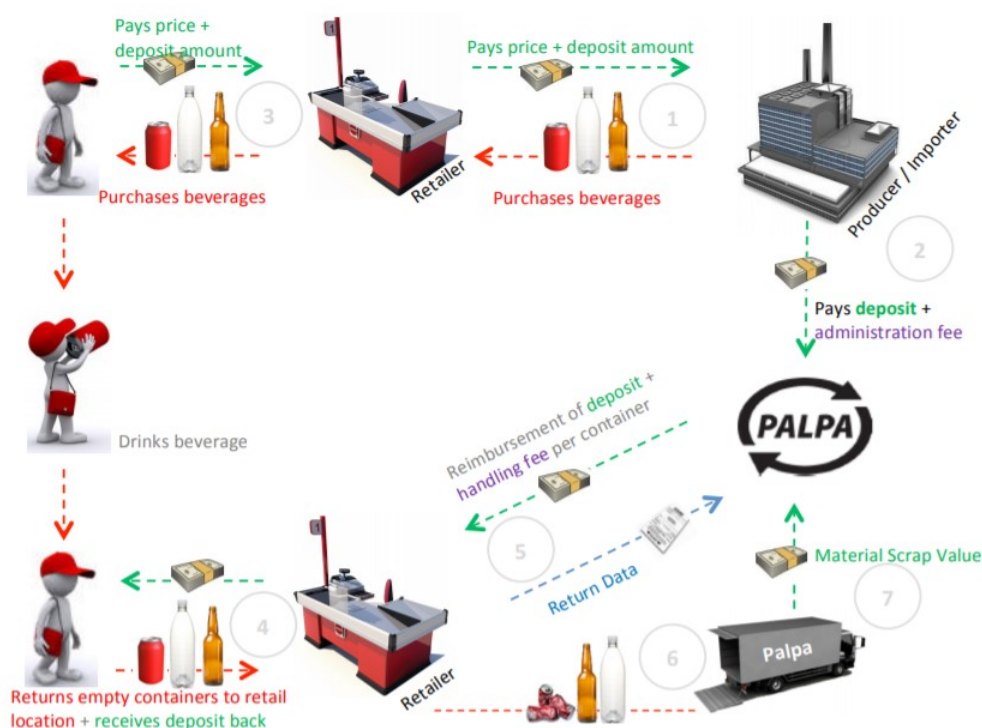 Pays price +
deposit amount
3
1
Pays price + deposit amount
1
Purchases beverages
Retailer
Purchases beverages
Producer / Importer
2
Pays deposit +
administration fee
PALPA
Drinks beverage
Reimbursement of deposit +
handling fee per container
5
Return Data
Material Scrap Value
7
4
1
Returns empty containers to retail
location + receives deposit back
Retailer
6
Palpa